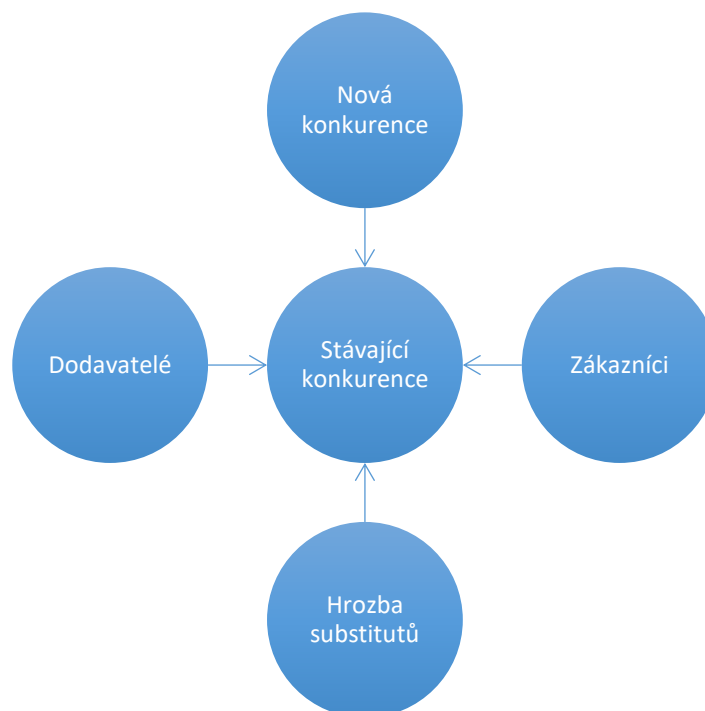 Nová
konkurence
Dodavatelé
Stávající
konkurence
Zákazníci
Hrozba
substitutů